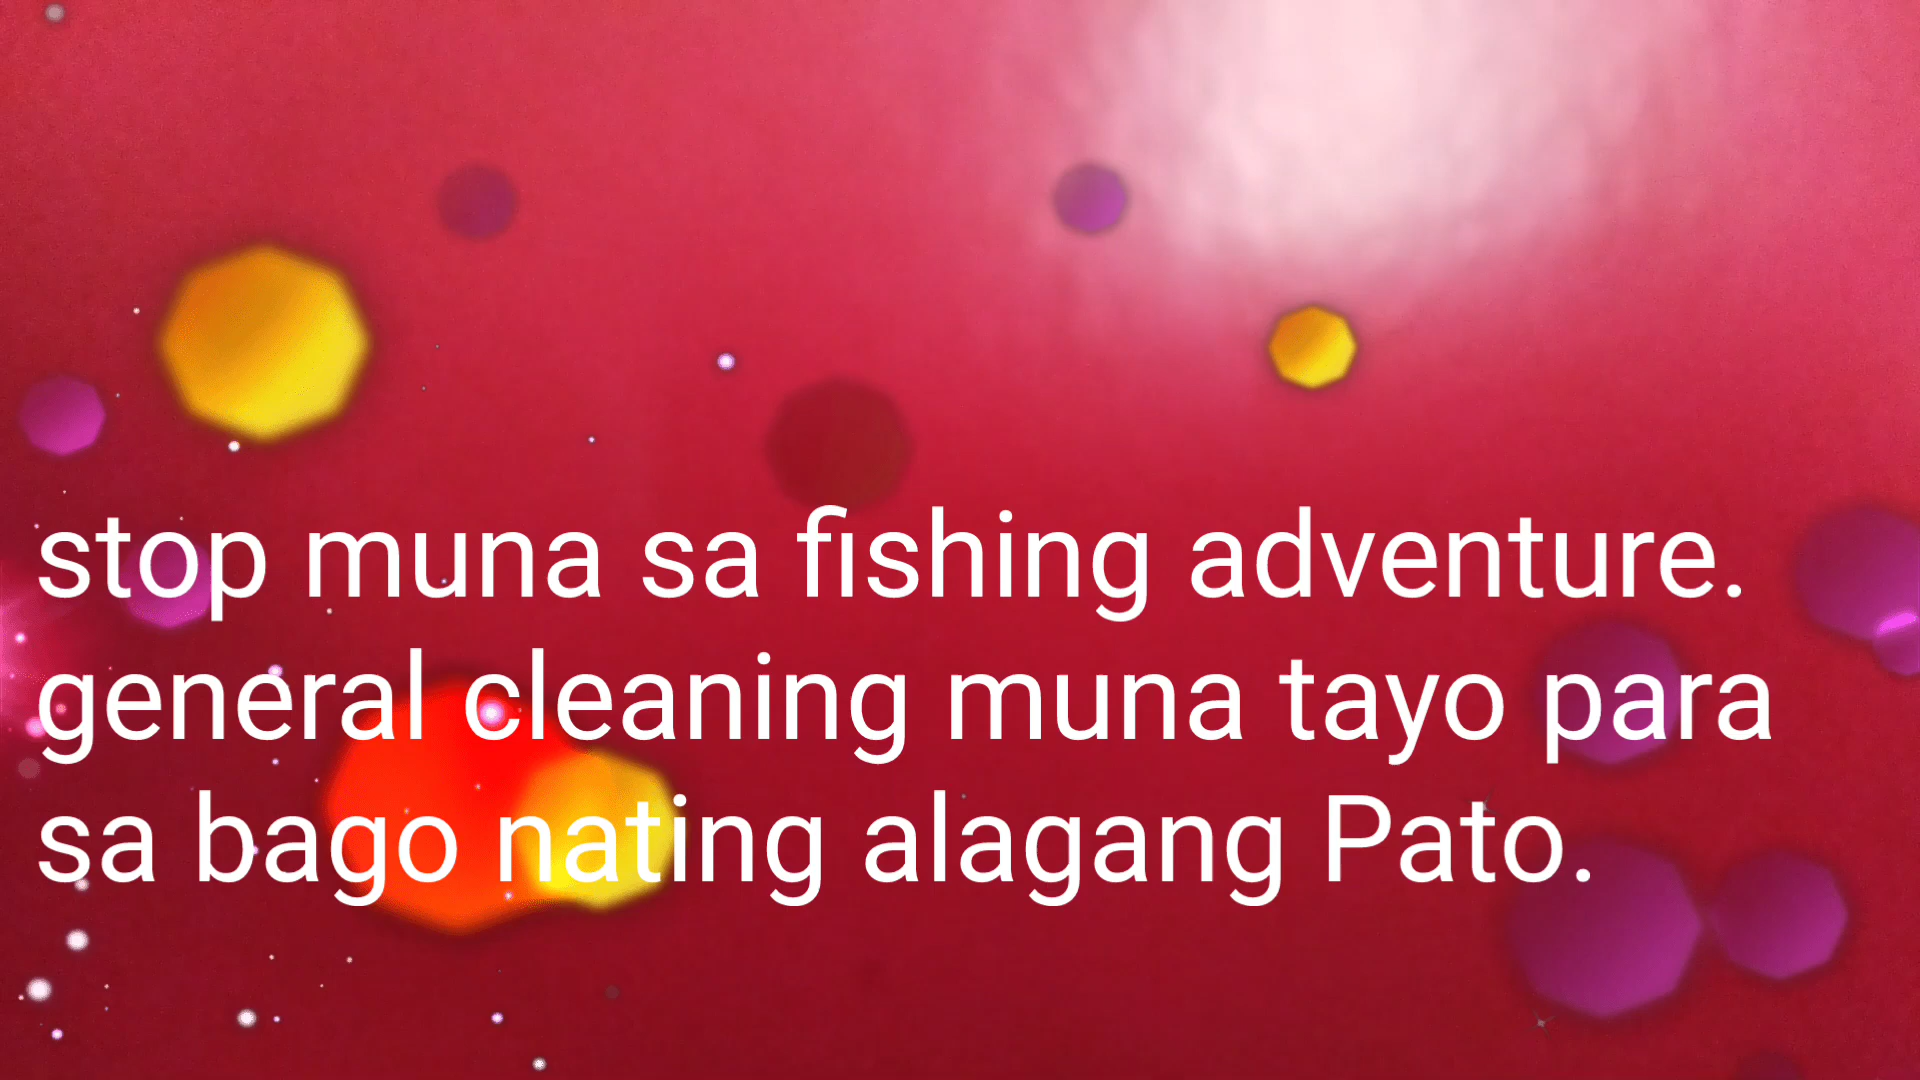 stop muna sa fishing adventure.
general cleaning muna tayo para
sa bago nating alagang Pato.